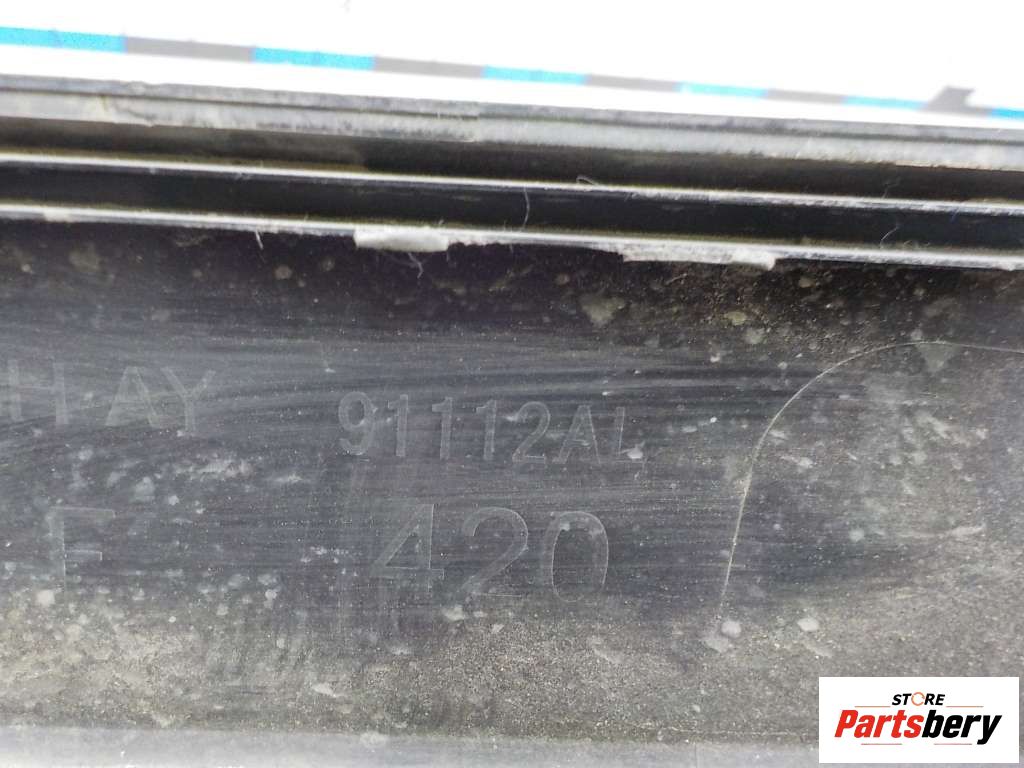 HAY 91112AL
F 420
STORE
Partsbery